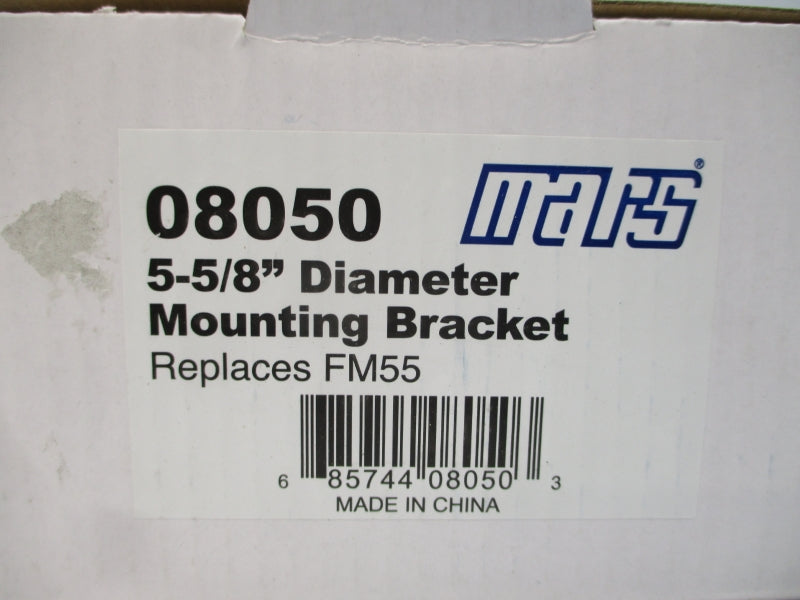 08050
mars®
5-5/8” Diameter
Mounting Bracket
Replaces FM55
6 85744 08050 3
MADE IN CHINA